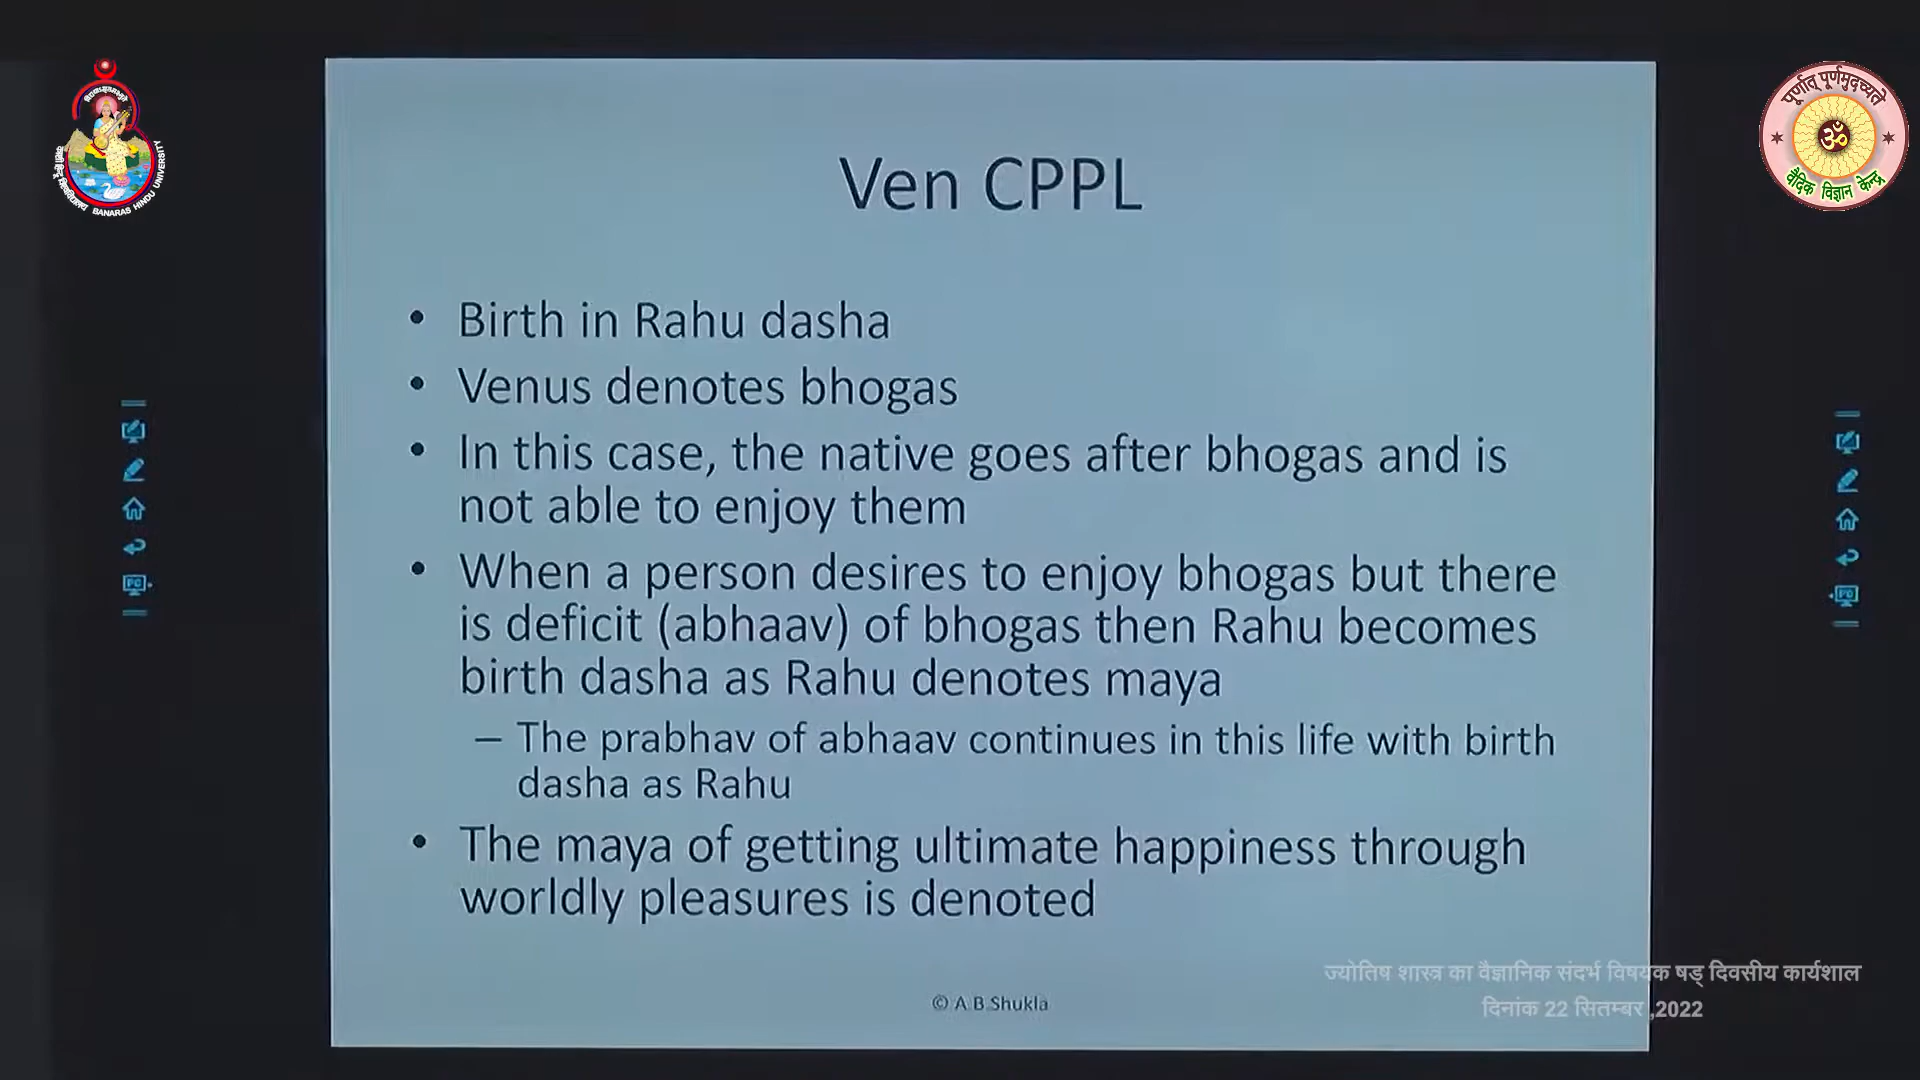 Ven CPPL
• Birth in Rahu dasha
• Venus denotes bhogas
• In this case, the native goes after bhogas and is
not able to enjoy them
• When a person desires to enjoy bhogas but there
is deficit (abhaav) of bhogas then Rahu becomes
birth dasha as Rahu denotes maya
– The prabhav of abhaav continues in this life with birth
dasha as Rahu
• The maya of getting ultimate happiness through
worldly pleasures is denoted
© A B Shukla
ज्योतिष शास्त्र का वैज्ञानिक संदर्भ विषयक षड् दिवसीय कार्यशाल
दिनांक 22 सितम्बर ,2022
BANARAS HINDU UNIVERSITY
पूर्णात् पूर्णमुदच्यते
ॐ
वैदिक विज्ञान केन्द्र
PC